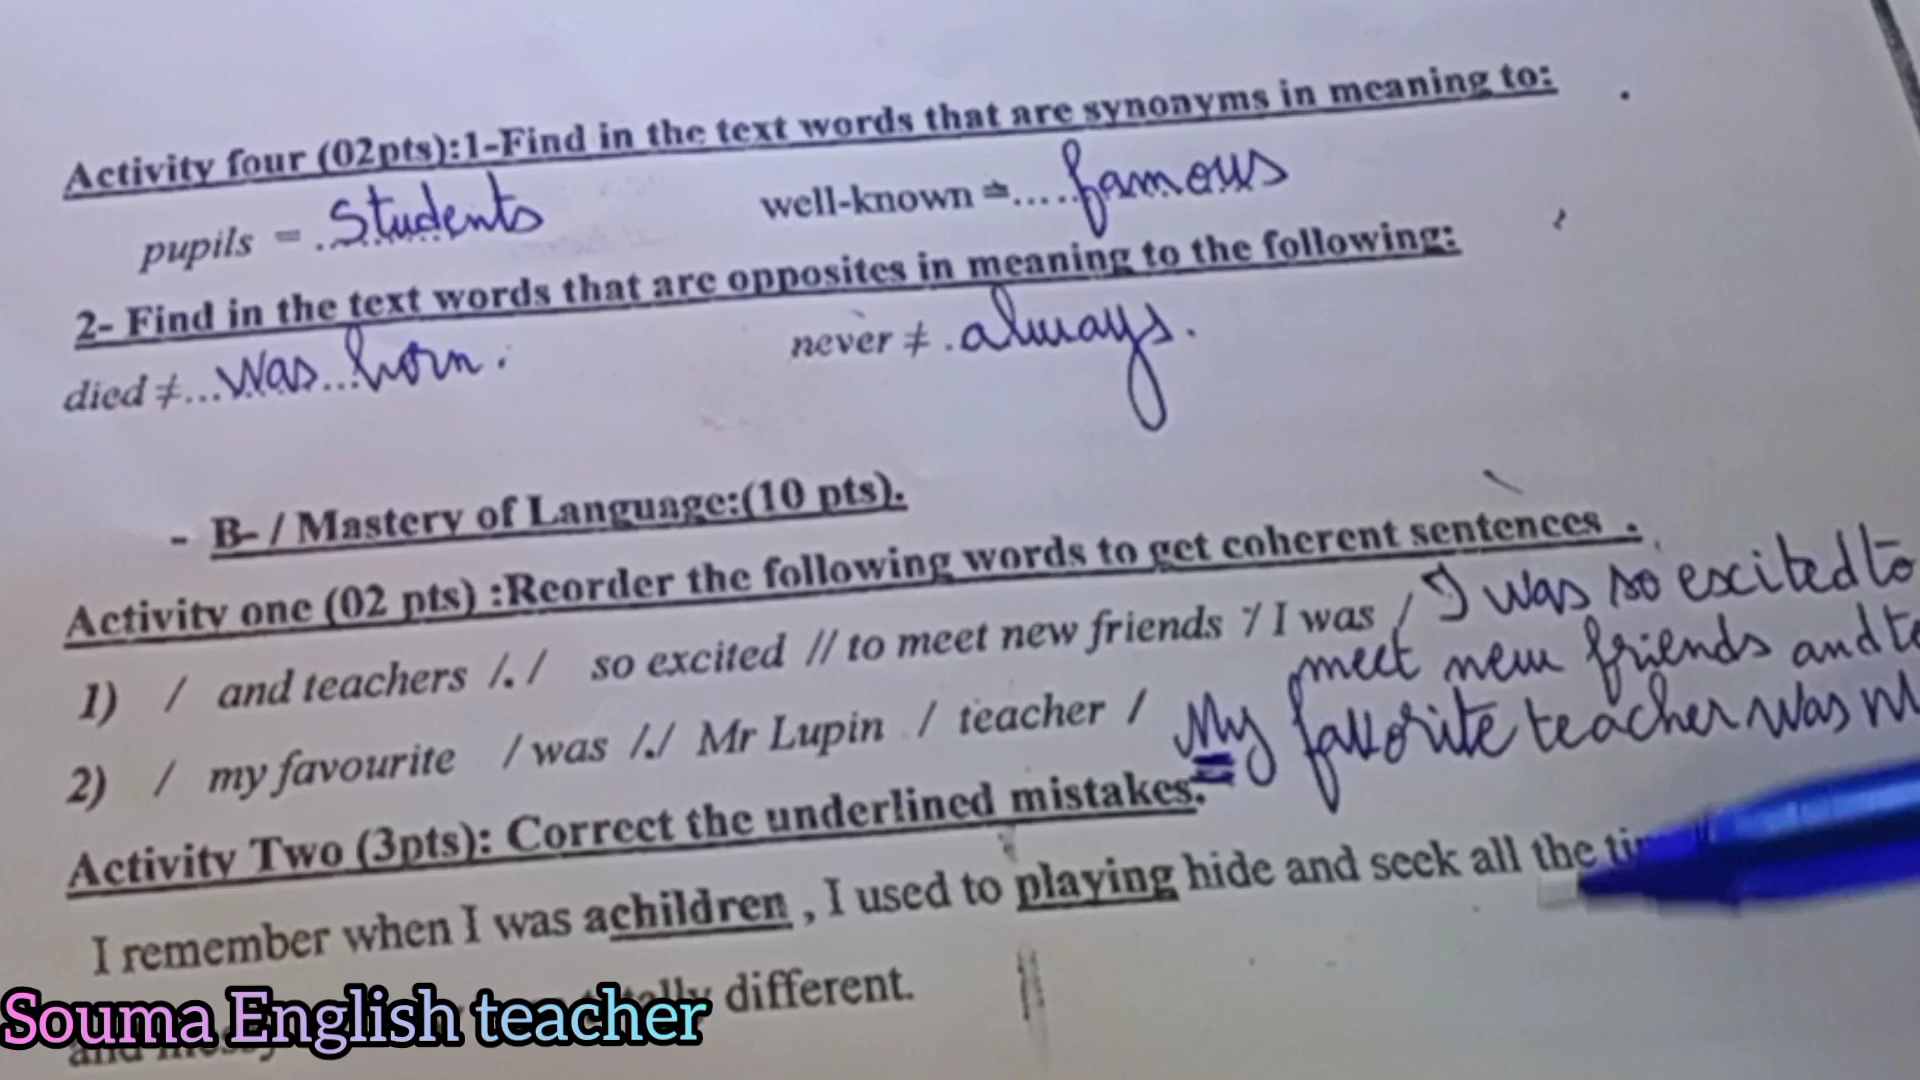 Activity four (02pts):1-Find in the text words that are synonyms in meaning to:
pupils = ...Students well-known =.....famous
2- Find in the text words that are opposites in meaning to the following:
died ≠...was...born. never ≠ .always.
- B- / Mastery of Language:(10 pts).
Activity one (02 pts) :Reorder the following words to get coherent sentences .
1) / and teachers /. / so excited // to meet new friends / I was / I was so excited to
meet new friends and te
2) / my favourite / was /./ Mr Lupin / teacher / My favorite teacher was M
Activity Two (3pts): Correct the underlined mistakes.
I remember when I was achildren , I used to playing hide and seek all the
different.
Souma English teacher